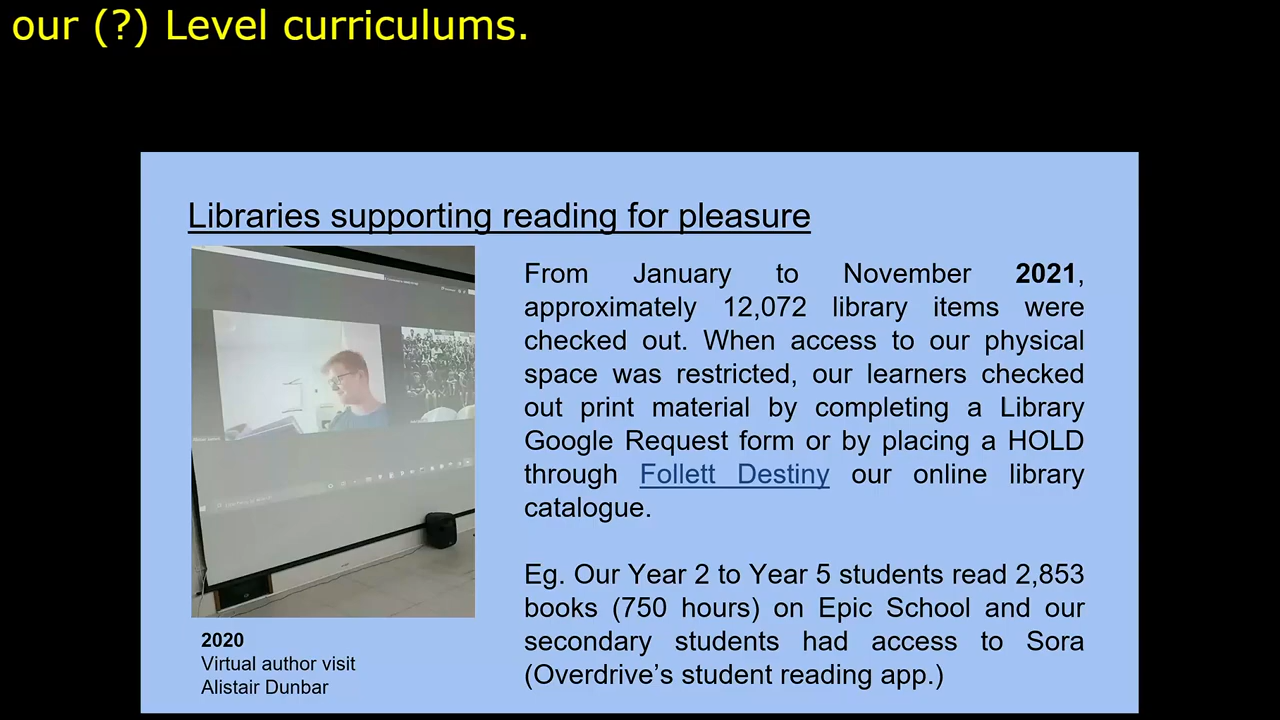 our (?) Level curriculums.
Libraries supporting reading for pleasure
From January to November 2021,
approximately 12,072 library items were
checked out. When access to our physical
space was restricted, our learners checked
out print material by completing a Library
Google Request form or by placing a HOLD
through Follett Destiny our online library
catalogue.
Eg. Our Year 2 to Year 5 students read 2,853
books (750 hours) on Epic School and our
secondary students had access to Sora
(Overdrive's student reading app.)
2020
Virtual author visit
Alistair Dunbar